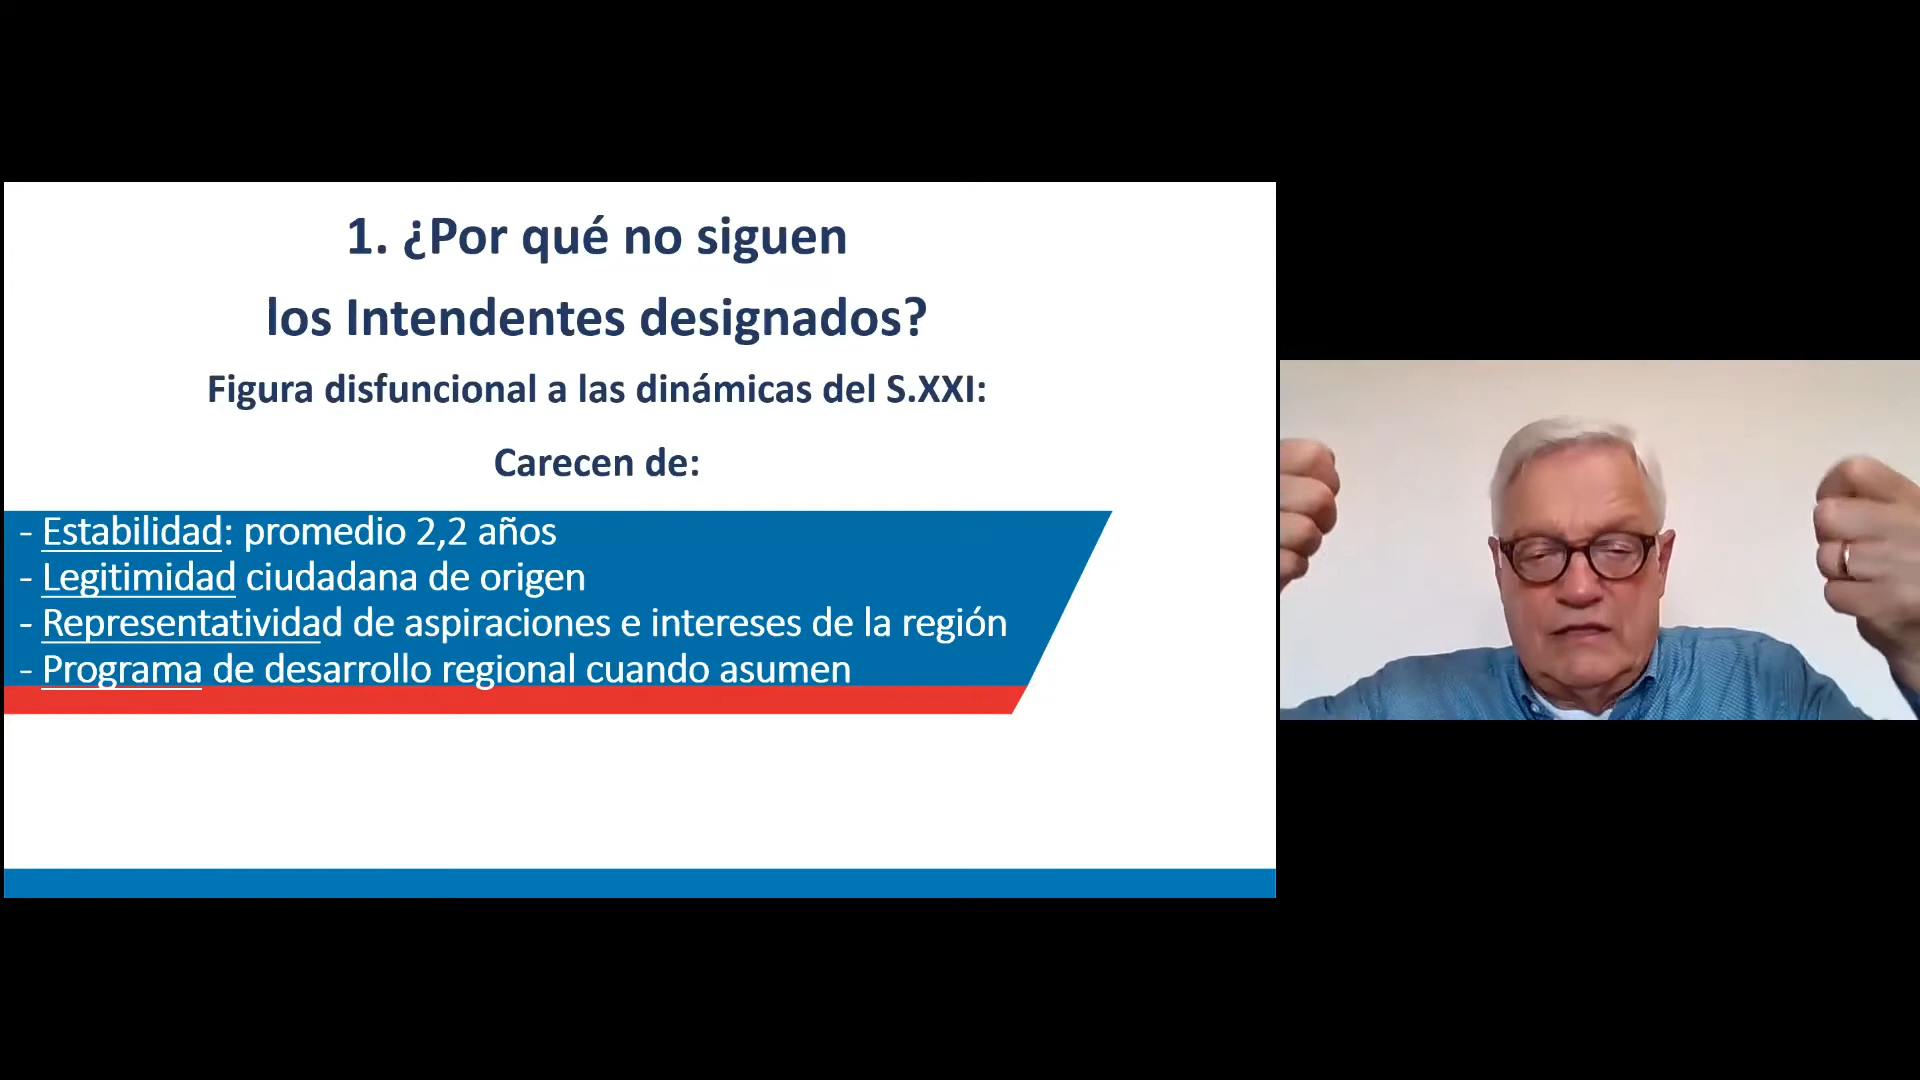 1. ¿Por qué no siguen
los Intendentes designados?
Figura disfuncional a las dinámicas del S.XXI:
Carecen de:
- Estabilidad: promedio 2,2 años
- Legitimidad ciudadana de origen
- Representatividad de aspiraciones e intereses de la región
- Programa de desarrollo regional cuando asumen